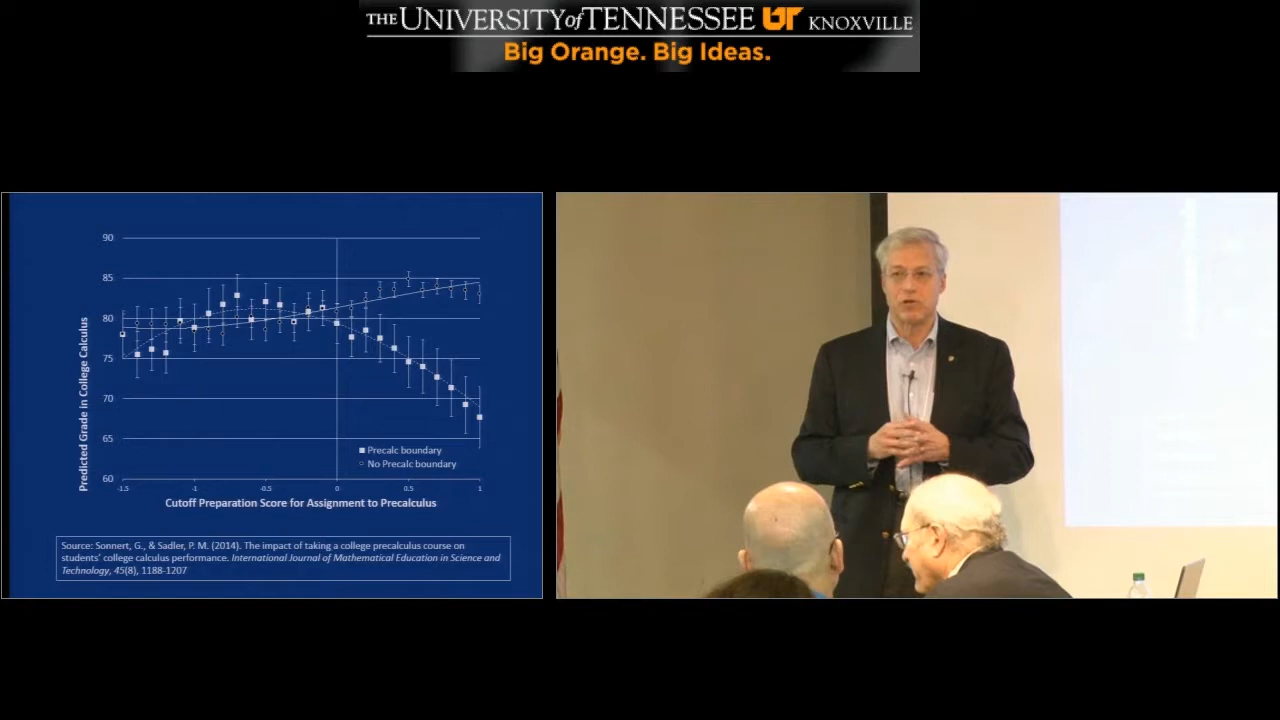 THE UNIVERSITY of TENNESSEE UT KNOXVILLE
Big Orange. Big Ideas.
90
85
80
75
70
65
60
-1.5
-1
-0.5
0
0.5
1
Predicted Grade in College Calculus
Precalc boundary
No Precalc boundary
Cutoff Preparation Score for Assignment to Precalculus
Source: Sonnert, G., & Sadler, P. M. (2014). The impact of taking a college precalculus course on
students' college calculus performance. International Journal of Mathematical Education in Science and
Technology, 45(8), 1188-1207